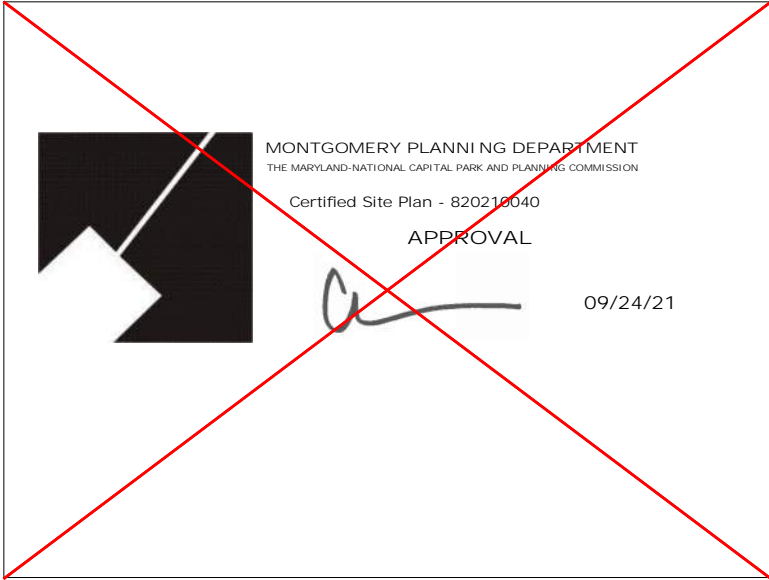 MONTGOMERY PLANNING DEPARTMENT
THE MARYLAND-NATIONAL CAPITAL PARK AND PLANNING COMMISSION
Certified Site Plan - 820210040
APPROVAL
09/24/21